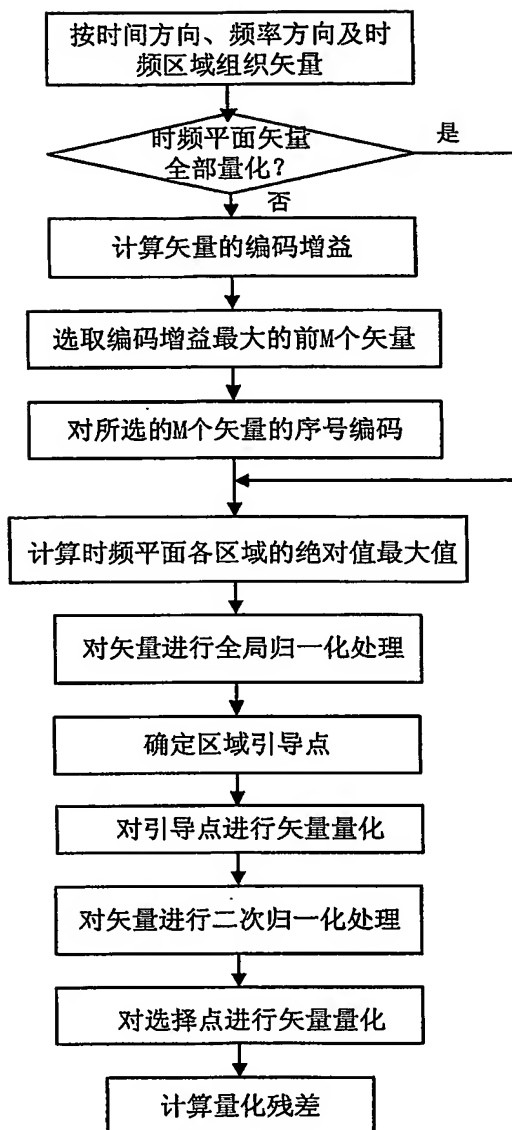 按时间方向、频率方向及时
频区域组织矢量
时频平面矢量
全部量化？
是
否
计算矢量的编码增益
选取编码增益最大的前M个矢量
对所选的M个矢量的序号编码
计算时频平面各区域的绝对值最大值
对矢量进行全局归一化处理
确定区域引导点
对引导点进行矢量量化
对矢量进行二次归一化处理
对选择点进行矢量量化
计算量化残差